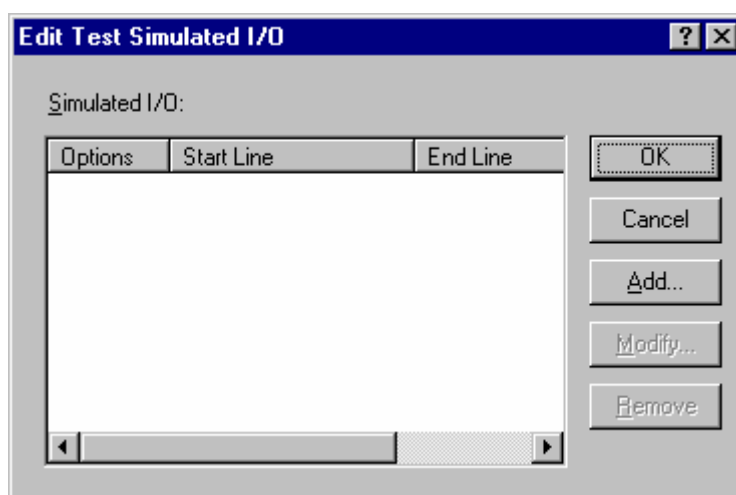 Edit Test Simulated I/O
Simulated I/O:
Options Start Line End Line
OK
Cancel
Add...
Modify...
Remove